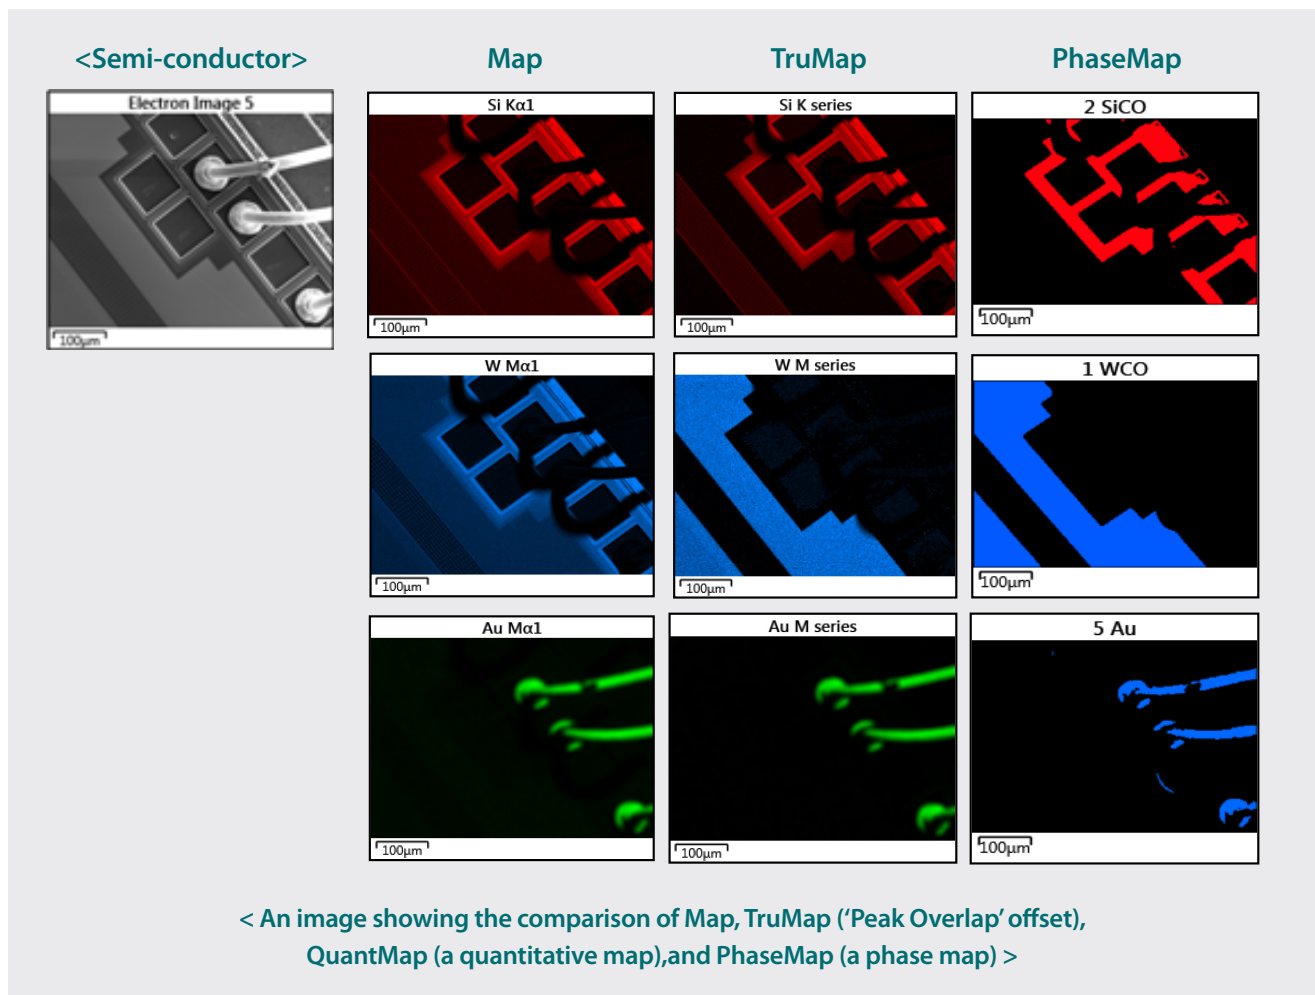 <Semi-conductor>
Map
TruMap
PhaseMap
Electron Image 5
Si Kα1
Si K series
2 SiCO
100μm
100μm
100μm
100μm
W Mα1
W M series
1 WCO
100μm
100μm
100μm
Au Mα1
Au M series
5 Au
100μm
100μm
100μm
< An image showing the comparison of Map, TruMap (‘Peak Overlap’ offset),
QuantMap (a quantitative map),and PhaseMap (a phase map) >